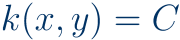 k(x, y) = C